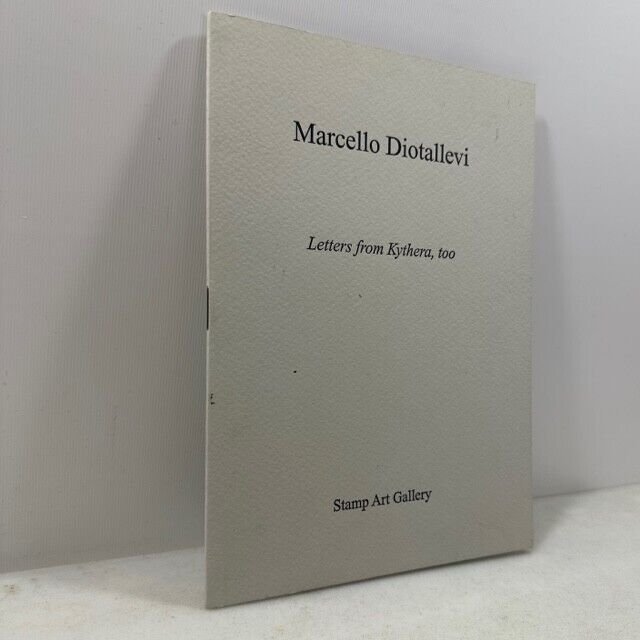 Marcello Diotallevi
Letters from Kythera, too
Stamp Art Gallery